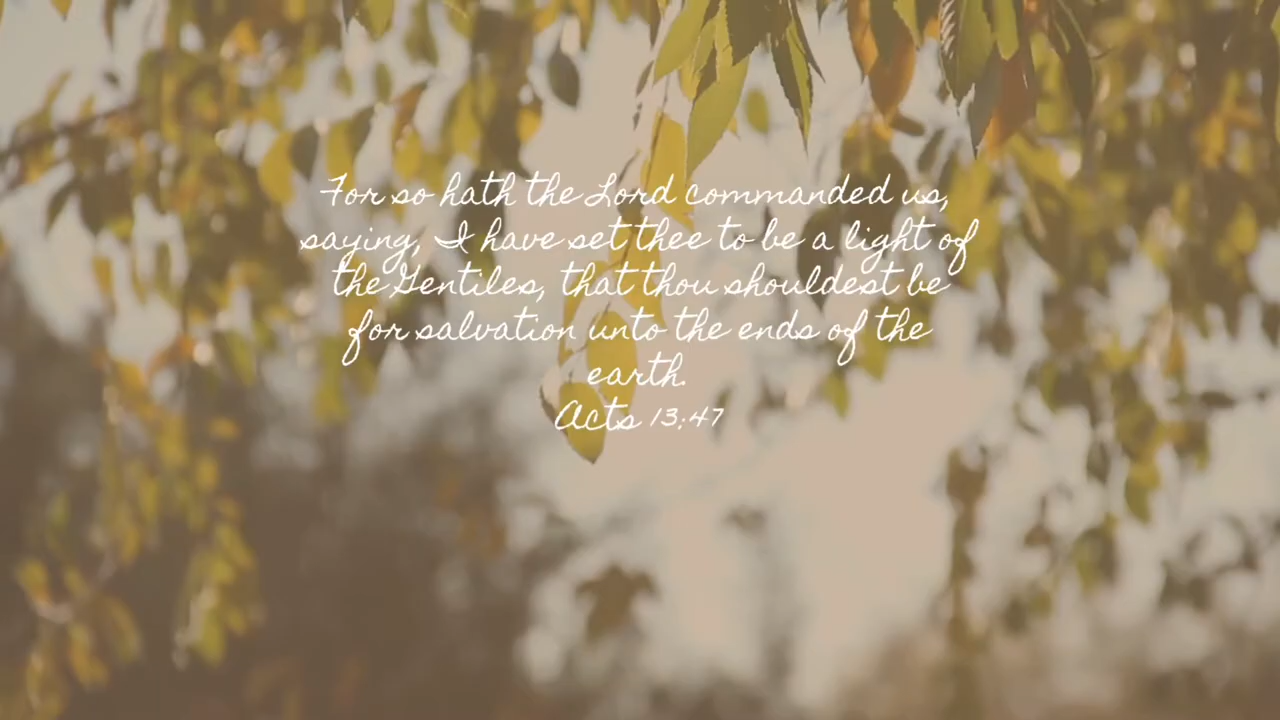 For so hath the Lord commanded us,
saying, I have set thee to be a light of
the Gentiles, that thou shouldest be
for salvation unto the ends of the
earth.
Acts 13:47